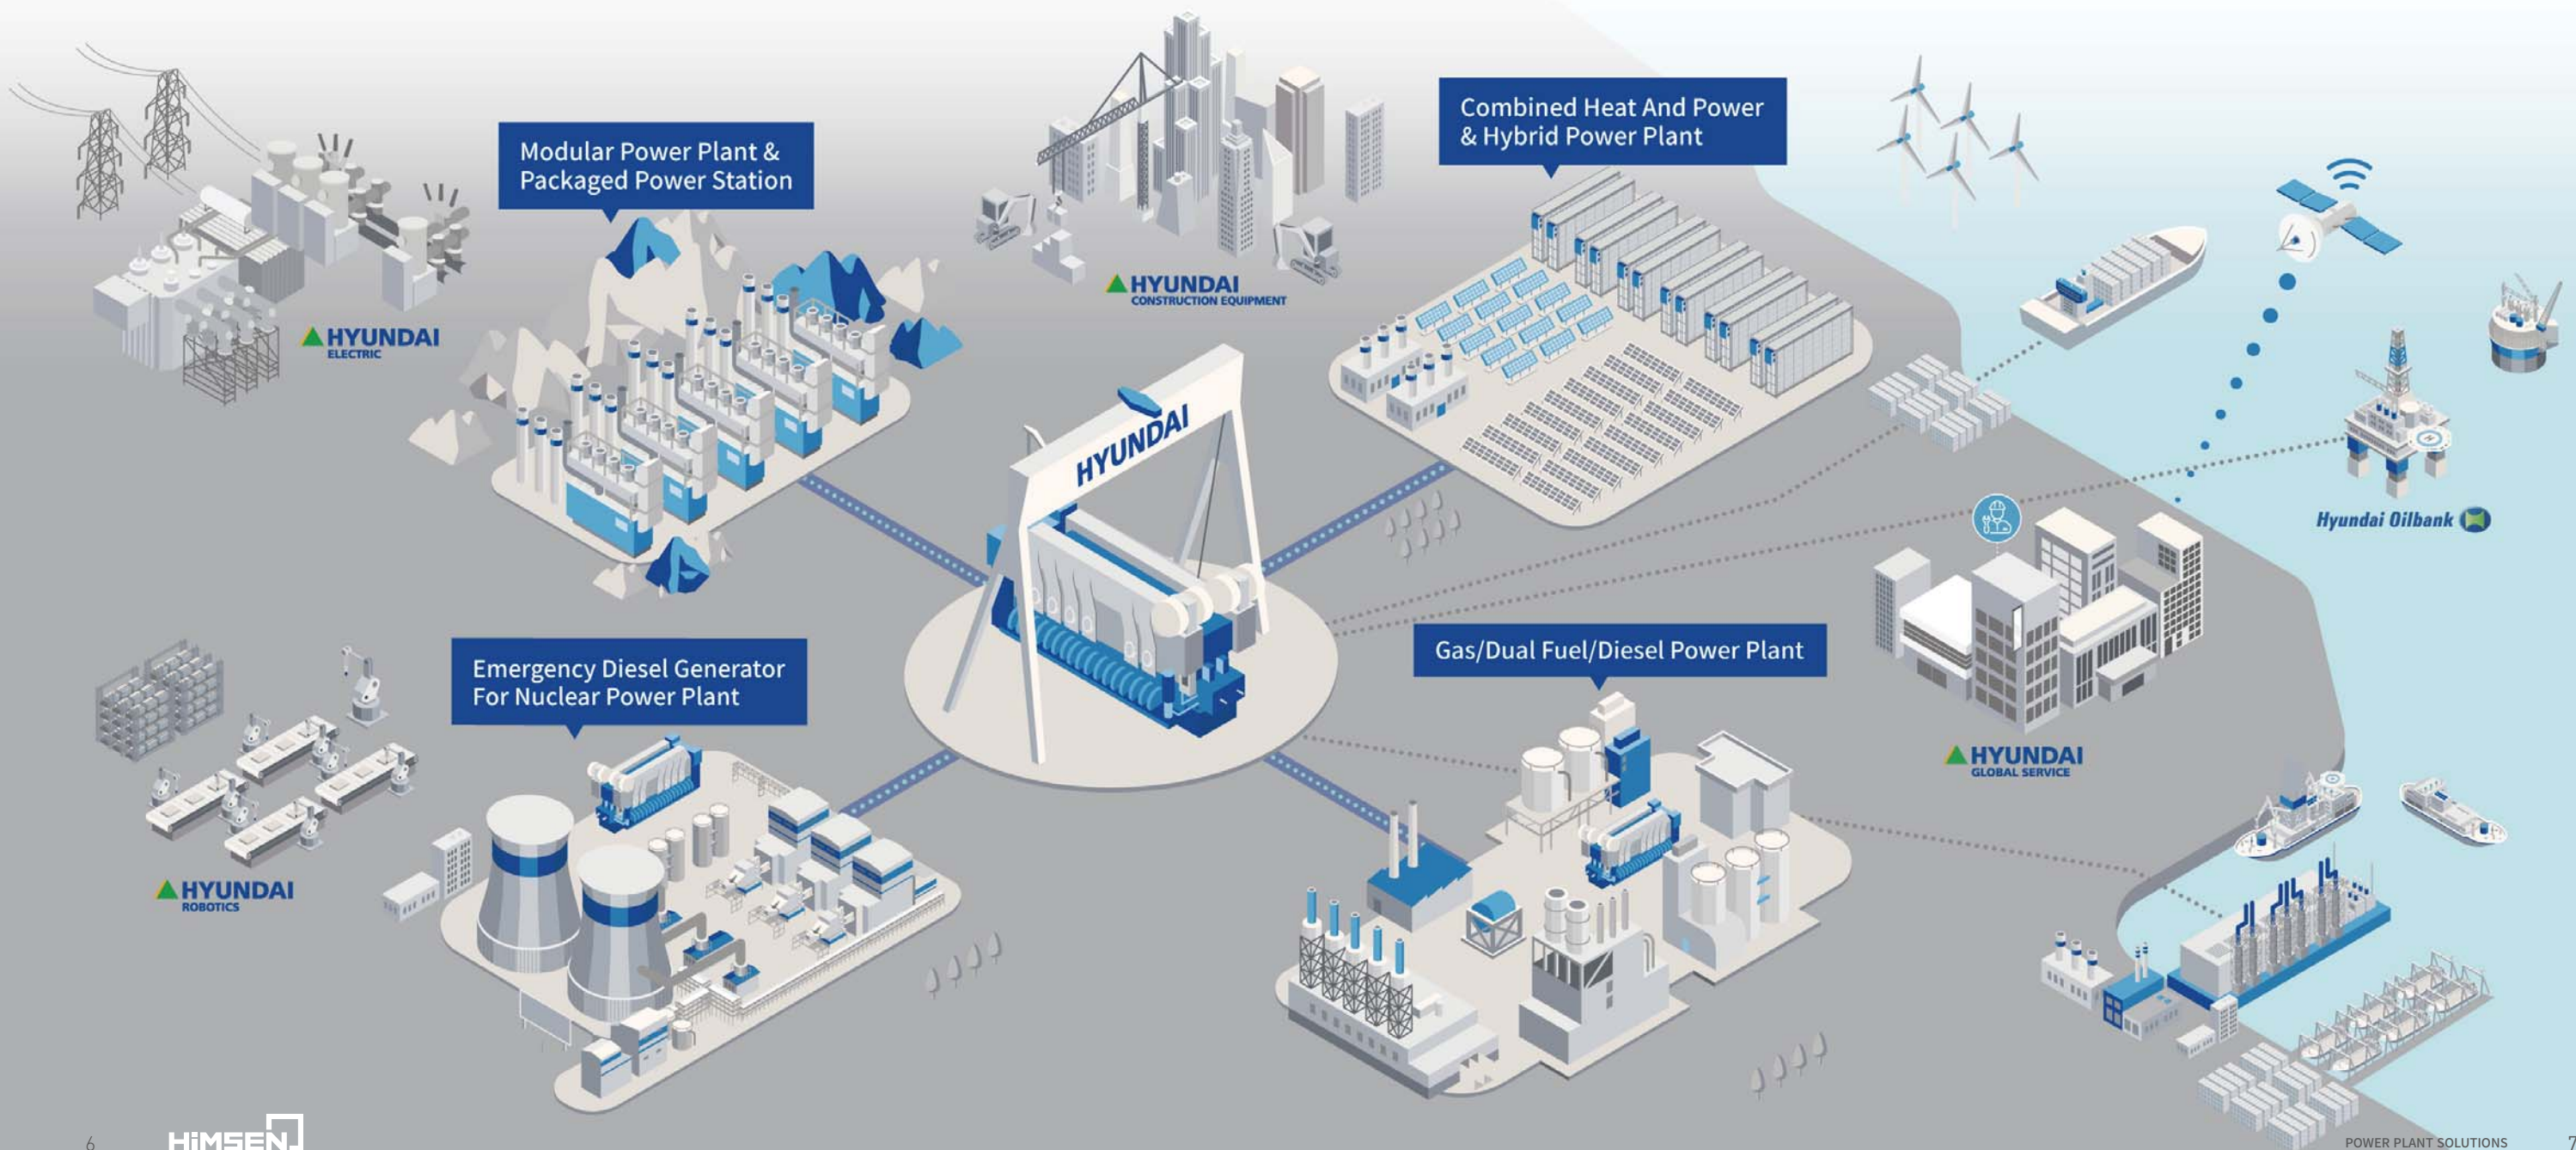 Modular Power Plant &
Packaged Power Station
Combined Heat And Power
& Hybrid Power Plant
HYUNDAI
CONSTRUCTION EQUIPMENT
HYUNDAI
ELECTRIC
HYUNDAI
Hyundai Oilbank
Emergency Diesel Generator
For Nuclear Power Plant
Gas/Dual Fuel/Diesel Power Plant
HYUNDAI
GLOBAL SERVICE
HYUNDAI
ROBOTICS
6
HiMSEN
POWER PLANT SOLUTIONS
7